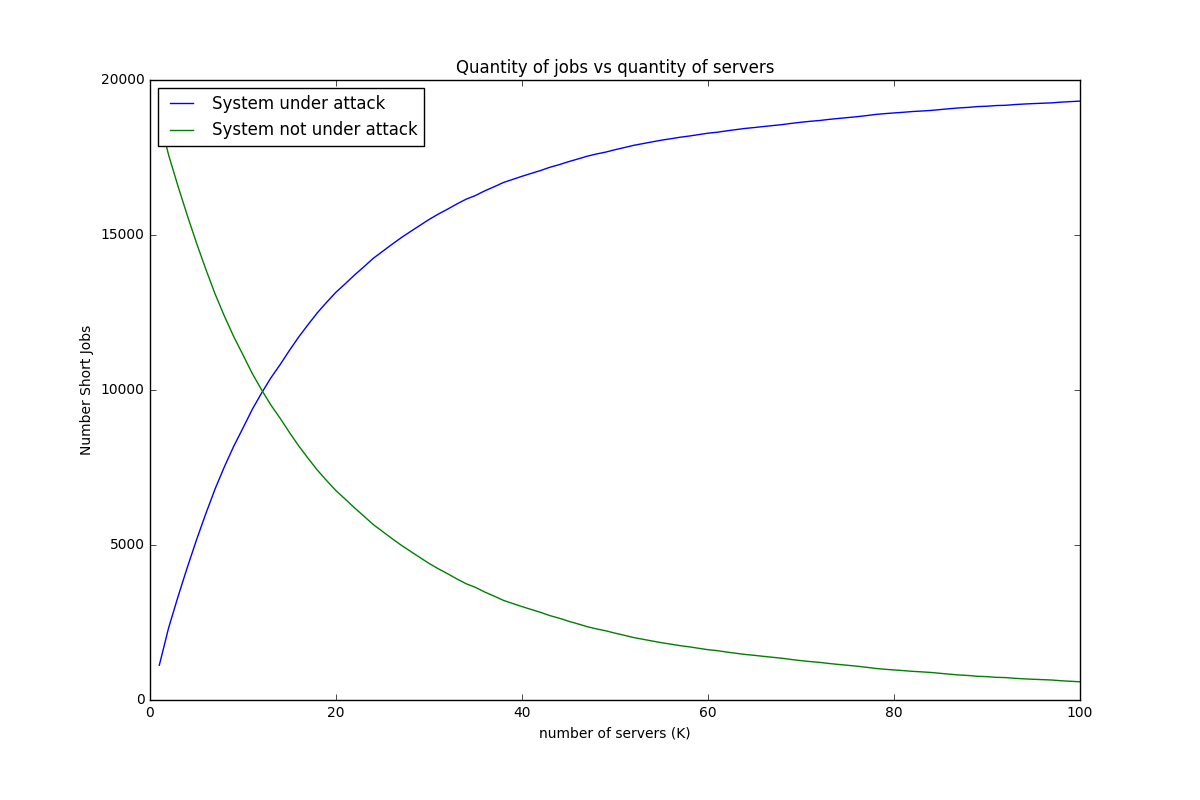 Quantity of jobs vs quantity of servers
20000
System under attack
System not under attack
15000
10000
5000
0
Number Short Jobs
0 20 40 60 80 100
number of servers (K)